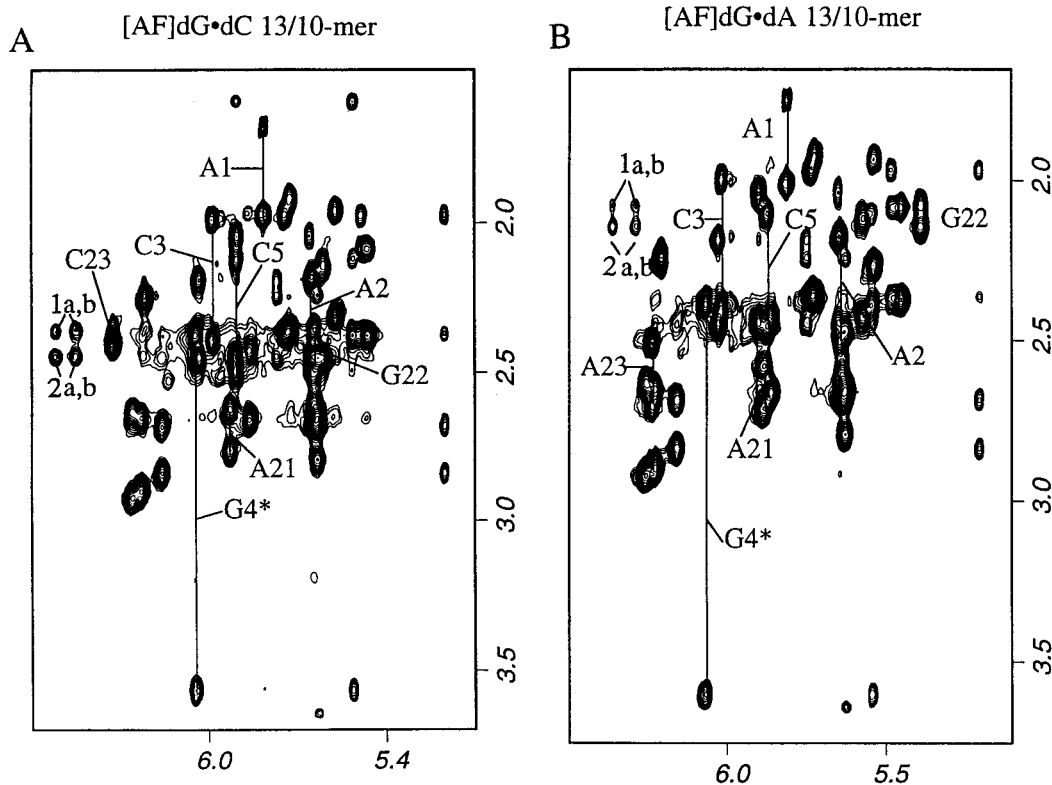 A
[AF]dG•dC 13/10-mer
A1
C3
C5
C23
1a,b
2a,b
A2
G22
A21
G4*
2.0
2.5
3.0
3.5
6.0
5.4
B
[AF]dG•dA 13/10-mer
A1
1a,b
2a,b
C3
C5
G22
A2
A23
A21
G4*
2.0
2.5
3.0
3.5
6.0
5.5